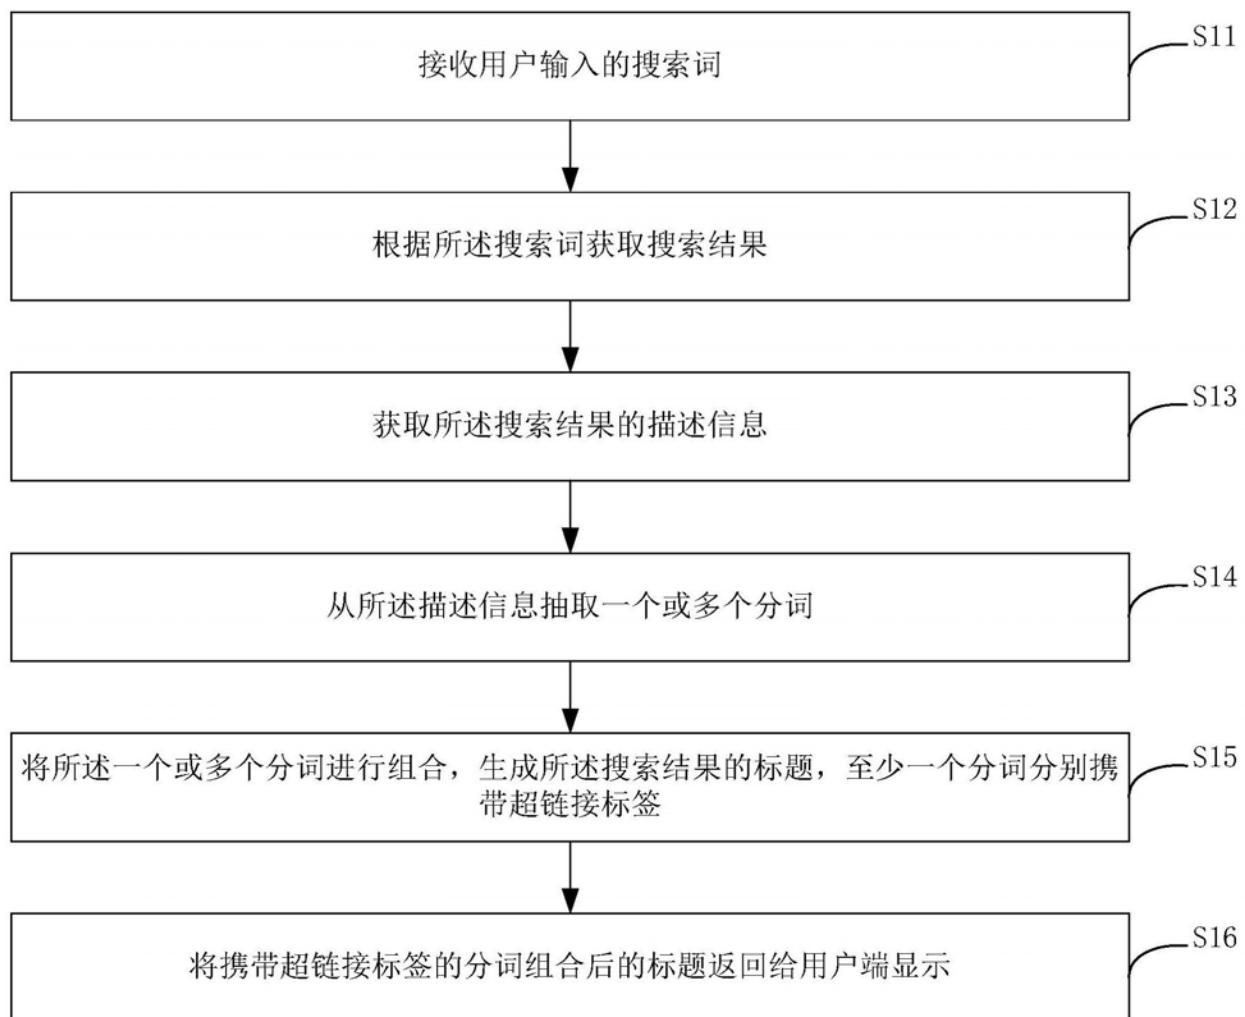 接收用户输入的搜索词
S11
根据所述搜索词获取搜索结果
S12
获取所述搜索结果的描述信息
S13
从所述描述信息抽取一个或多个分词
S14
将所述一个或多个分词进行组合，生成所述搜索结果的标题，至少一个分词分别携
带超链接标签
S15
将携带超链接标签的分词组合后的标题返回给用户端显示
S16